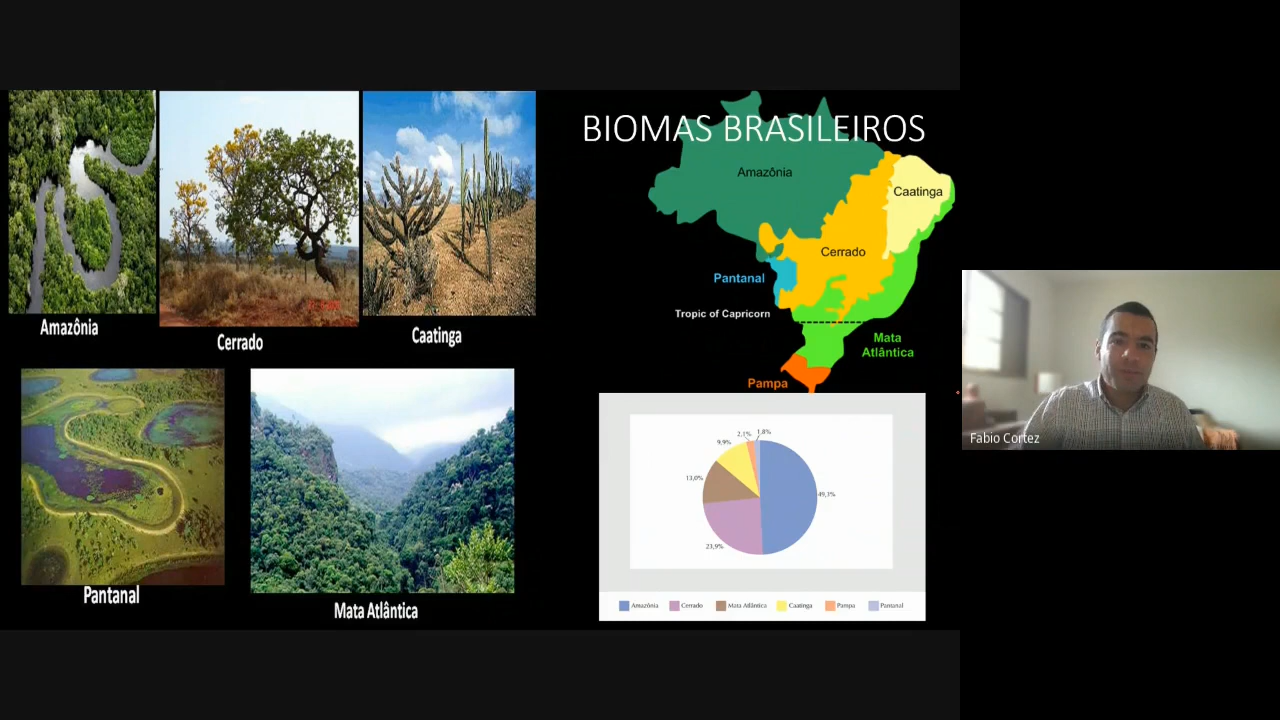 BIOMAS BRASILEIROS
Amazônia
Cerrado
Caatinga
Pantanal
Mata Atlântica
Amazônia
Caatinga
Cerrado
Pantanal
Tropic of Capricorn
Mata
Atlântica
Pampa
1,8%
2,1%
9,9%
13,0%
49,3%
23,9%
Amazônia Cerrado Mata Atlântica Caatinga Pampa Pantanal
Fabio Cortez